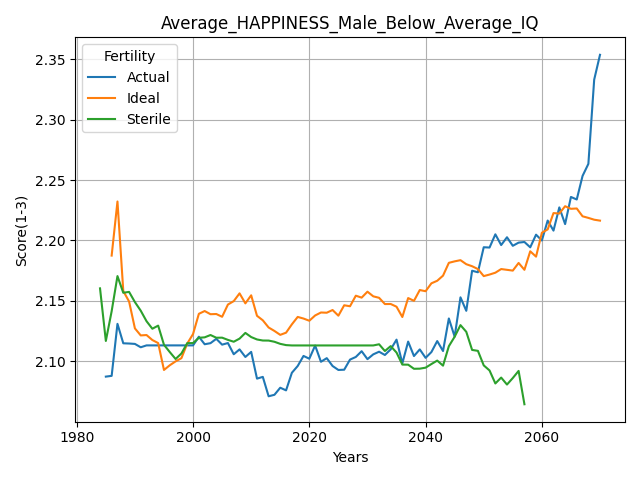 Average_HAPPINESS_Male_Below_Average_IQ
Fertility
Actual
Ideal
Sterile
Score(1-3)
2.35
2.30
2.25
2.20
2.15
2.10
1980
2000
2020
2040
2060
Years